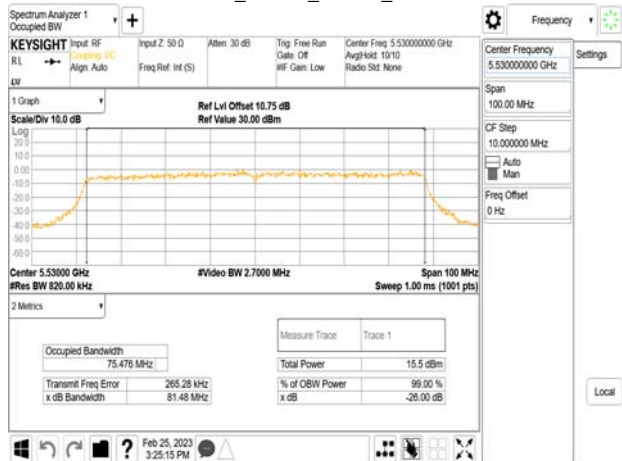 Spectrum Analyzer 1
Occupied BW
Frequency
KEYSIGHT
Input: RF
Coupling: DC
Align: Auto
Input Z: 50 Ω
Freq Ref: Int (S)
Atten: 30 dB
Trig: Free Run
Gate: Off
#IF Gain: Low
Center Freq: 5.530000000 GHz
Avg|Hold: 10/10
Radio Std: None
RL
Center Frequency
5.530000000 GHz
Settings
Span
100.00 MHz
CF Step
10.000000 MHz
Auto
Man
Freq Offset
0 Hz
Local
1 Graph
Scale/Div 10.0 dB
Ref Lvl Offset 10.75 dB
Ref Value 30.00 dBm
Log
20.0
10.0
0.00
-10.0
-20.0
-30.0
-40.0
-50.0
-60.0
Center 5.53000 GHz
#Video BW 2.7000 MHz
Span 100 MHz
#Res BW 820.00 kHz
Sweep 1.00 ms (1001 pts)
2 Metrics
Measure Trace
Trace 1
Occupied Bandwidth
75.476 MHz
Total Power
15.5 dBm
Transmit Freq Error
265.28 kHz
% of OBW Power
99.00 %
x dB Bandwidth
81.48 MHz
x dB
-26.00 dB
Feb 25, 2023
3:25:15 PM